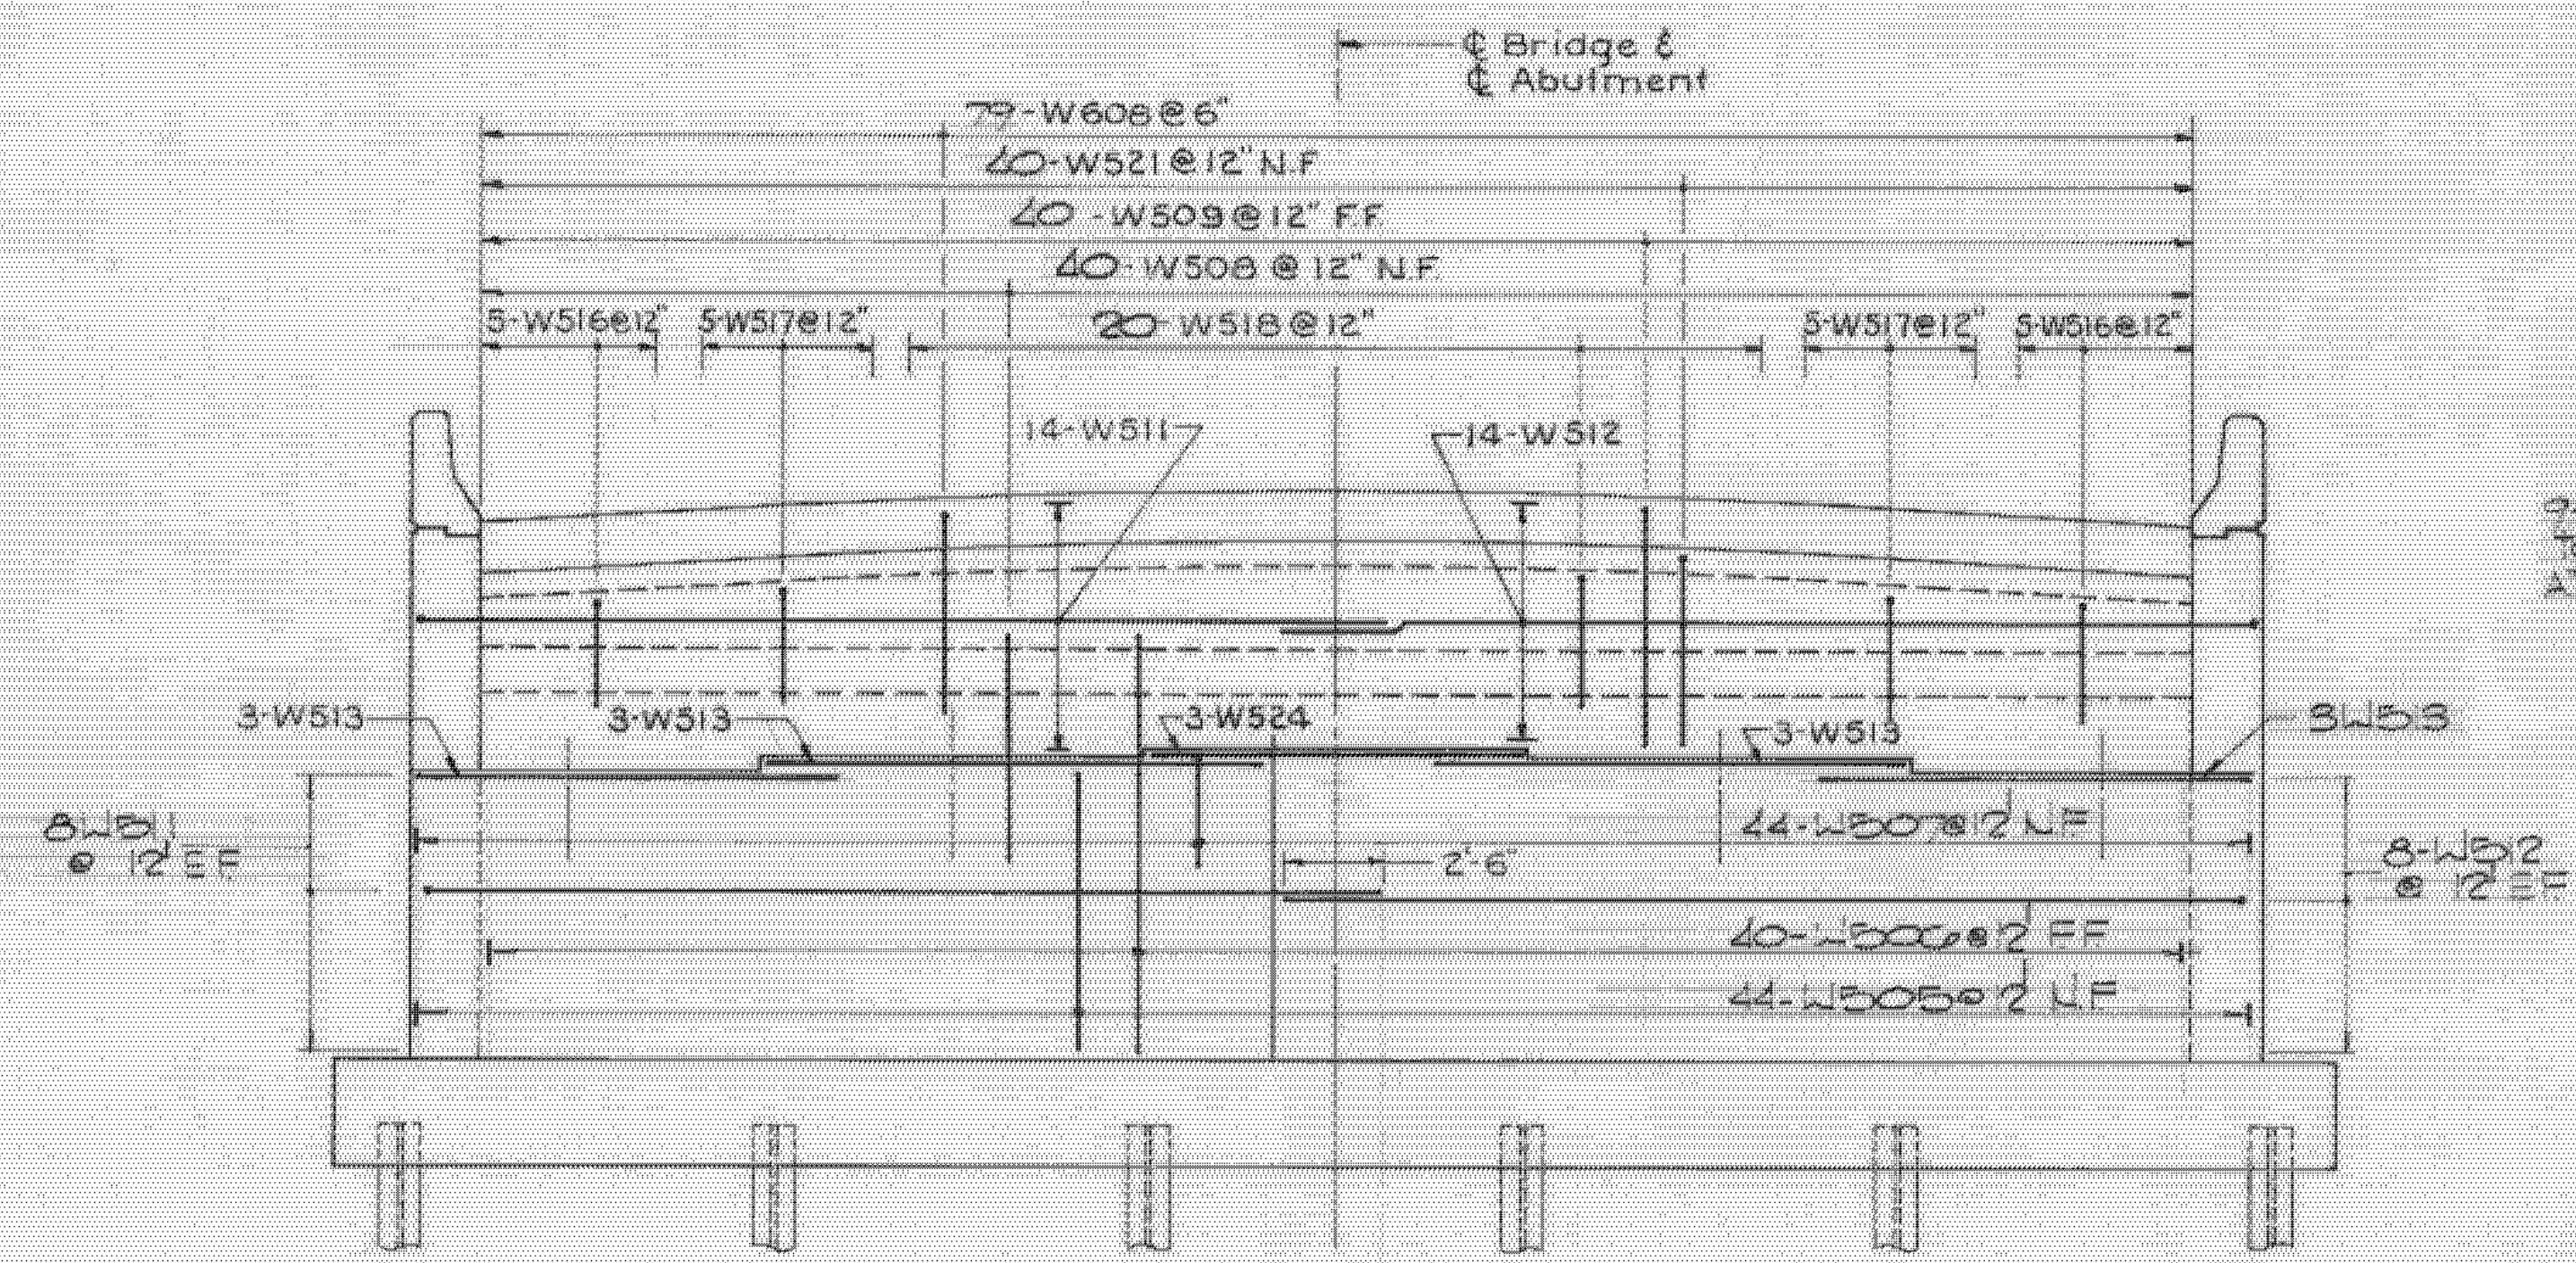 ℄ Bridge &
℄ Abutment
79-W608@6"
40-W521@12" N.F
40-W509@12" F.F.
40-W508@12" N.F.
5-W516@12" 5-W517@12" 20-W518@12" 5-W517@12" 5-W516@12"
14-W511 14-W512
3-W513 3-W513 3-W524 3-W513 3W513
44-W507@12 N F
8W511
@ 12 E F
2'-6"
8-W512
@ 12 E F
40-W506@12 F F
44-W505@12 N.F